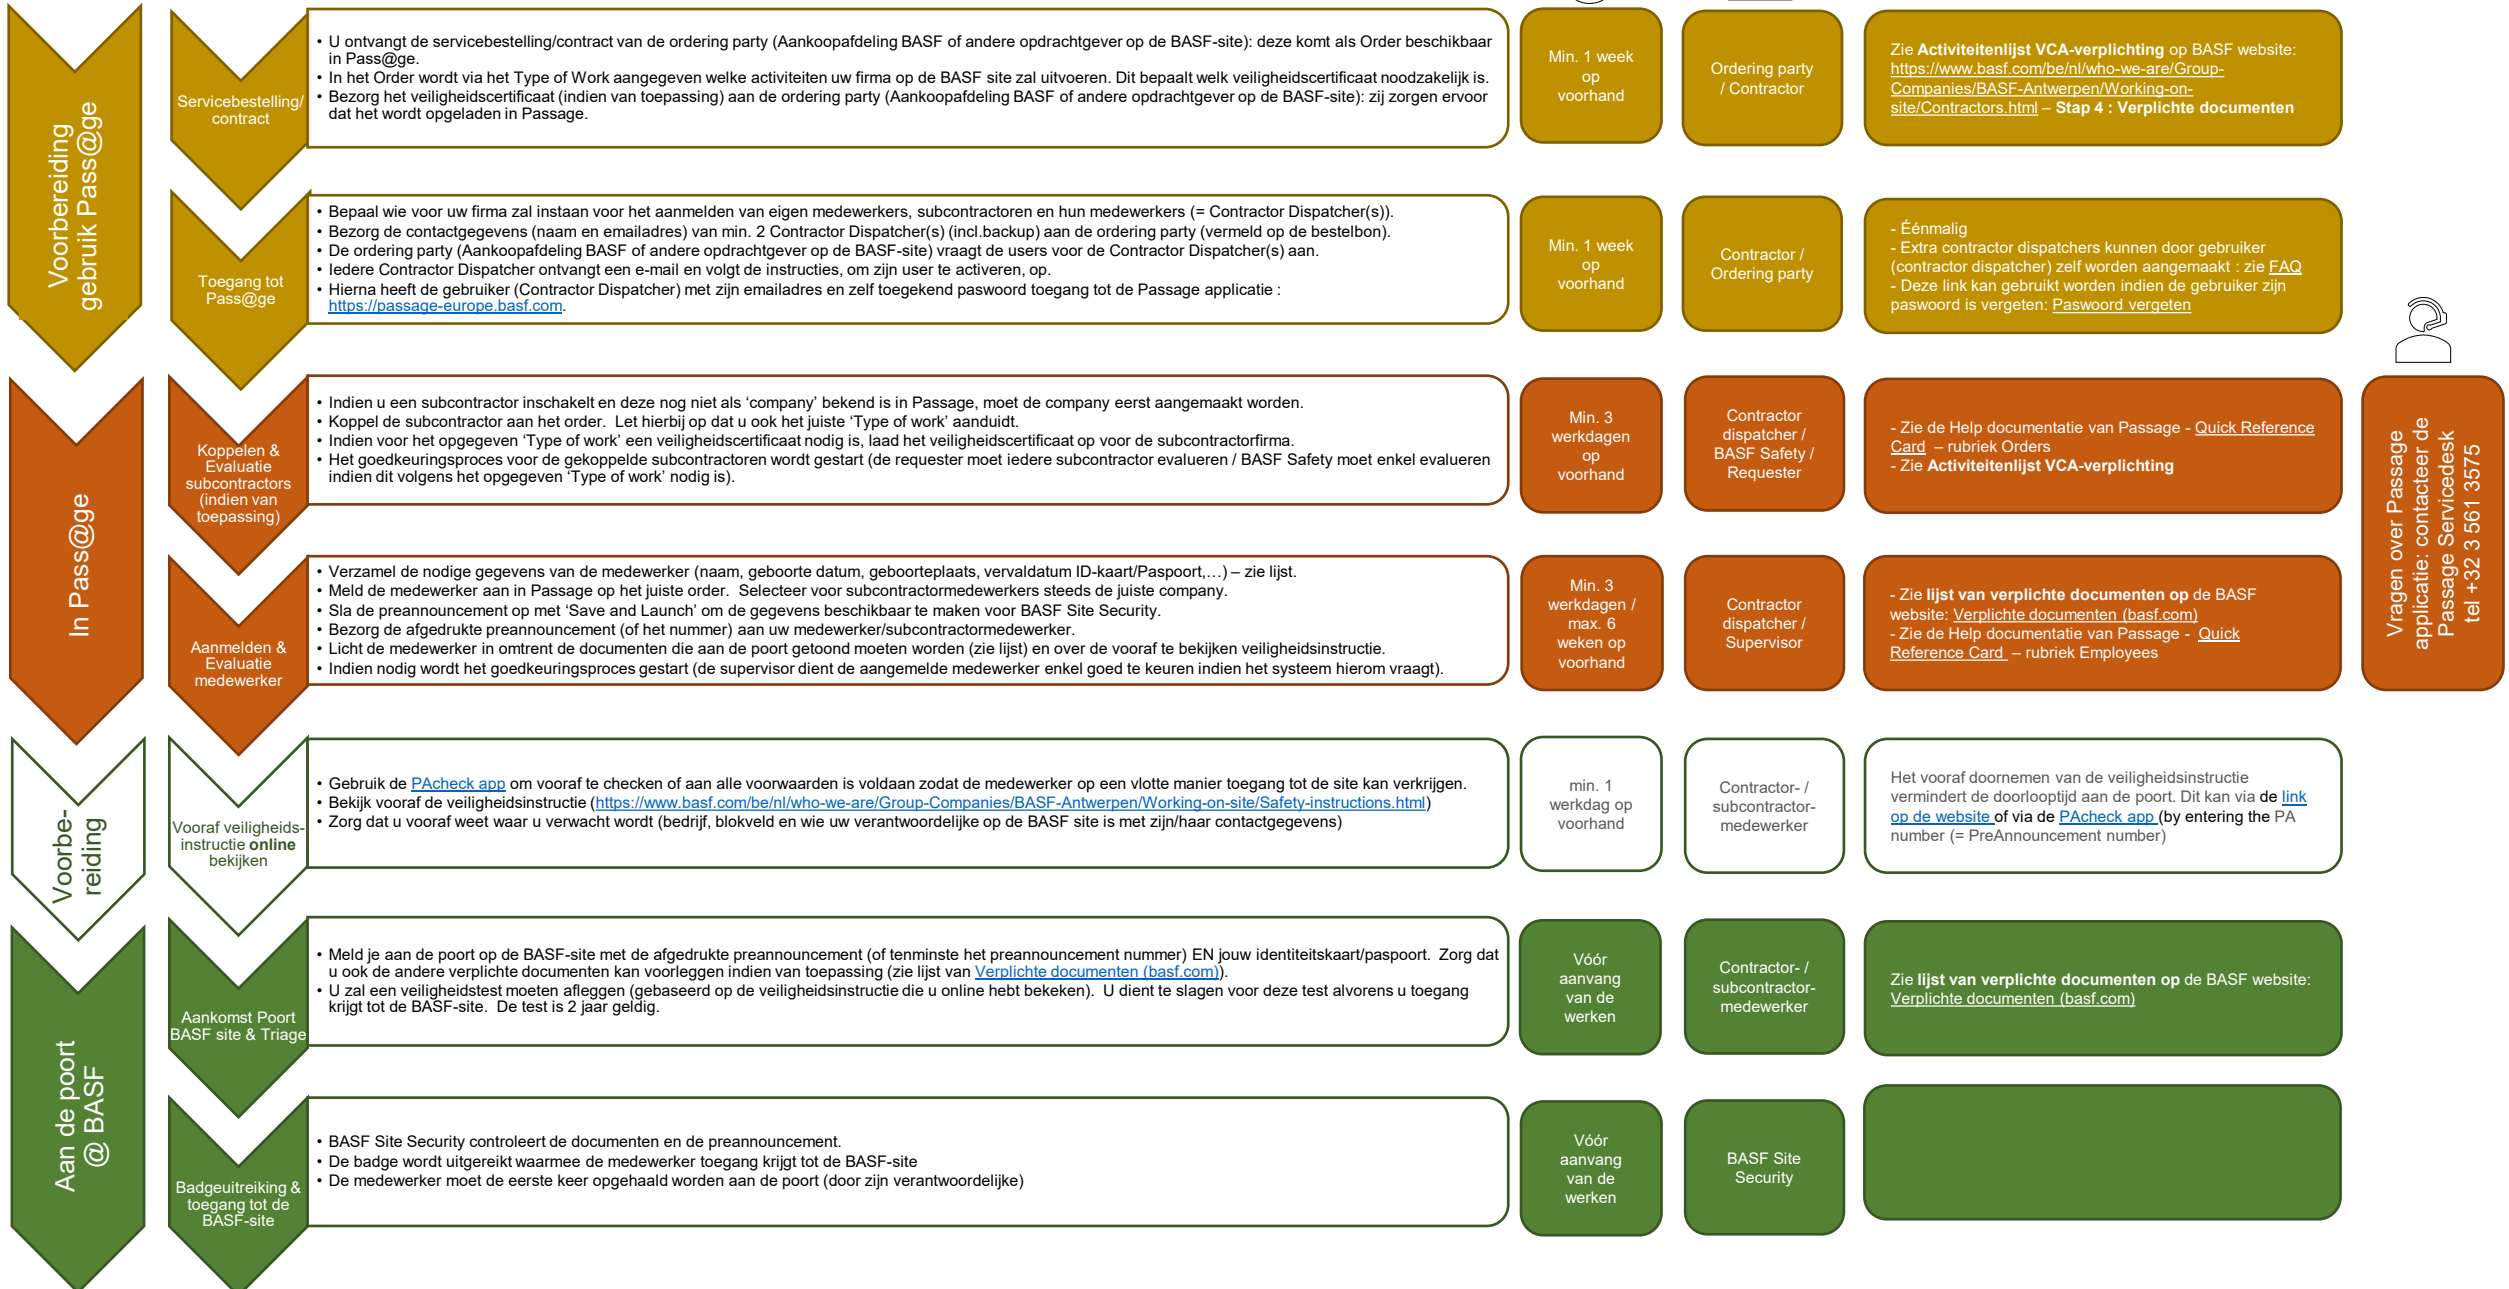 Voorbereiding
gebruik Pass@ge
Servicebestelling/
contract
• U ontvangt de servicebestelling/contract van de ordering party (Aankoopafdeling BASF of andere opdrachtgever op de BASF-site): deze komt als Order beschikbaar
in Pass@ge.
• In het Order wordt via het Type of Work aangegeven welke activiteiten uw firma op de BASF site zal uitvoeren. Dit bepaalt welk veiligheidscertificaat noodzakelijk is.
• Bezorg het veiligheidscertificaat (indien van toepassing) aan de ordering party (Aankoopafdeling BASF of andere opdrachtgever op de BASF-site): zij zorgen ervoor
dat het wordt opgeladen in Passage.
Min. 1 week
op
voorhand
Ordering party
/ Contractor
Zie Activiteitenlijst VCA-verplichting op BASF website:
https://www.basf.com/be/nl/who-we-are/Group-
Companies/BASF-Antwerpen/Working-on-
site/Contractors.html – Stap 4 : Verplichte documenten
Toegang tot
Pass@ge
• Bepaal wie voor uw firma zal instaan voor het aanmelden van eigen medewerkers, subcontractoren en hun medewerkers (= Contractor Dispatcher(s)).
• Bezorg de contactgegevens (naam en emailadres) van min. 2 Contractor Dispatcher(s) (incl.backup) aan de ordering party (vermeld op de bestelbon).
• De ordering party (Aankoopafdeling BASF of andere opdrachtgever op de BASF-site) vraagt de users voor de Contractor Dispatcher(s) aan.
• Iedere Contractor Dispatcher ontvangt een e-mail en volgt de instructies, om zijn user te activeren, op.
• Hierna heeft de gebruiker (Contractor Dispatcher) met zijn emailadres en zelf toegekend paswoord toegang tot de Passage applicatie :
https://passage-europe.basf.com.
Min. 1 week
op
voorhand
Contractor /
Ordering party
- Éénmalig
- Extra contractor dispatchers kunnen door gebruiker
(contractor dispatcher) zelf worden aangemaakt : zie FAQ
- Deze link kan gebruikt worden indien de gebruiker zijn
paswoord is vergeten: Paswoord vergeten
In Pass@ge
Koppelen &
Evaluatie
subcontractors
(indien van
toepassing)
• Indien u een subcontractor inschakelt en deze nog niet als ‘company’ bekend is in Passage, moet de company eerst aangemaakt worden.
• Koppel de subcontractor aan het order.  Let hierbij op dat u ook het juiste ‘Type of work’ aanduidt.
• Indien voor het opgegeven ‘Type of work’ een veiligheidscertificaat nodig is, laad het veiligheidscertificaat op voor de subcontractorfirma.
• Het goedkeuringsproces voor de gekoppelde subcontractoren wordt gestart (de requester moet iedere subcontractor evalueren / BASF Safety moet enkel evalueren
indien dit volgens het opgegeven ‘Type of work’ nodig is).
Min. 3
werkdagen
op
voorhand
Contractor
dispatcher /
BASF Safety /
Requester
- Zie de Help documentatie van Passage - Quick Reference
Card  – rubriek Orders
- Zie Activiteitenlijst VCA-verplichting
Vragen over Passage
applicatie: contacteer de
Passage Servicedesk
tel +32 3 561 3575
Aanmelden &
Evaluatie
medewerker
• Verzamel de nodige gegevens van de medewerker (naam, geboorte datum, geboorteplaats, vervaldatum ID-kaart/Paspoort,…) – zie lijst.
• Meld de medewerker aan in Passage op het juiste order.  Selecteer voor subcontractormedewerkers steeds de juiste company.
• Sla de preannouncement op met ‘Save and Launch’ om de gegevens beschikbaar te maken voor BASF Site Security.
• Bezorg de afgedrukte preannouncement (of het nummer) aan uw medewerker/subcontractormedewerker.
• Licht de medewerker in omtrent de documenten die aan de poort getoond moeten worden (zie lijst) en over de vooraf te bekijken veiligheidsinstructie.
• Indien nodig wordt het goedkeuringsproces gestart (de supervisor dient de aangemelde medewerker enkel goed te keuren indien het systeem hierom vraagt).
Min. 3
werkdagen /
max. 6
weken op
voorhand
Contractor
dispatcher /
Supervisor
- Zie lijst van verplichte documenten op de BASF
website: Verplichte documenten (basf.com)
- Zie de Help documentatie van Passage -  Quick
Reference Card  – rubriek Employees
Voorbe-
reiding
Vooraf veiligheids-
instructie online
bekijken
• Gebruik de PAcheck app om vooraf te checken of aan alle voorwaarden is voldaan zodat de medewerker op een vlotte manier toegang tot de site kan verkrijgen.
• Bekijk vooraf de veiligheidsinstructie (https://www.basf.com/be/nl/who-we-are/Group-Companies/BASF-Antwerpen/Working-on-site/Safety-instructions.html)
• Zorg dat u vooraf weet waar u verwacht wordt (bedrijf, blokveld en wie uw verantwoordelijke op de BASF site is met zijn/haar contactgegevens)
min. 1
werkdag op
voorhand
Contractor- /
subcontractor-
medewerker
Het vooraf doornemen van de veiligheidsinstructie
vermindert de doorlooptijd aan de poort. Dit kan via de link
op de website of via de PAcheck app (by entering the PA
number (= PreAnnouncement number)
Aan de poort
@ BASF
Aankomst Poort
BASF site & Triage
• Meld je aan de poort op de BASF-site met de afgedrukte preannouncement (of tenminste het preannouncement nummer) EN jouw identiteitskaart/paspoort.  Zorg dat
u ook de andere verplichte documenten kan voorleggen indien van toepassing (zie lijst van Verplichte documenten (basf.com)).
• U zal een veiligheidstest moeten afleggen (gebaseerd op de veiligheidsinstructie die u online hebt bekeken).  U dient te slagen voor deze test alvorens u toegang
krijgt tot de BASF-site.  De test is 2 jaar geldig.
Vóór
aanvang
van de
werken
Contractor- /
subcontractor-
medewerker
Zie lijst van verplichte documenten op de BASF website:
Verplichte documenten (basf.com)
Badgeuitreiking &
toegang tot de
BASF-site
• BASF Site Security controleert de documenten en de preannouncement.
• De badge wordt uitgereikt waarmee de medewerker toegang krijgt tot de BASF-site
• De medewerker moet de eerste keer opgehaald worden aan de poort (door zijn verantwoordelijke)
Vóór
aanvang
van de
werken
BASF Site
Security